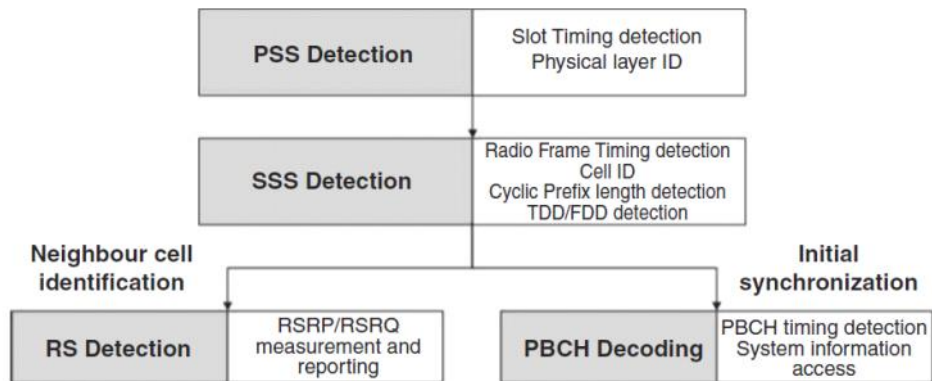 PSS Detection
Slot Timing detection
Physical layer ID
SSS Detection
Radio Frame Timing detection
Cell ID
Cyclic Prefix length detection
TDD/FDD detection
Neighbour cell
identification
Initial
synchronization
RS Detection
RSRP/RSRQ
measurement and
reporting
PBCH Decoding
PBCH timing detection
System information
access